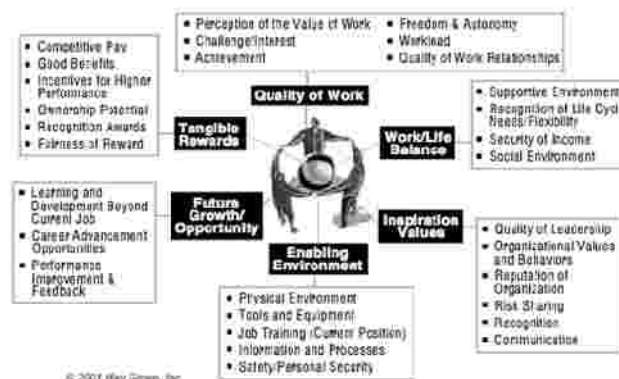 Perception of the Value of Work
Challenge/Interest
Achievement
Freedom & Autonomy
Workload
Quality of Work Relationships
Quality of Work
Competitive Pay
Good Benefits
Incentives for Higher
Performance
Ownership Potential
Recognition Awards
Fairness of Reward
Tangible
Rewards
Work/Life
Balance
Supportive Environment
Recognition of Life Cycl
Needs/Flexibility
Security of Income
Social Environment
Learning and
Development Beyond
Current Job
Career Advancement
Opportunities
Performance
Improvement &
Feedback
Future
Growth/
Opportunity
Inspiration
Values
Quality of Leadership
Organizational Values
and Behaviors
Reputation of
Organization
Risk Sharing
Recognition
Communication
Enabling
Environment
Physical Environment
Tools and Equipment
Job Training (Current Position)
Information and Processes
Safety/Personal Security
© 2001 Hay Group, Inc.